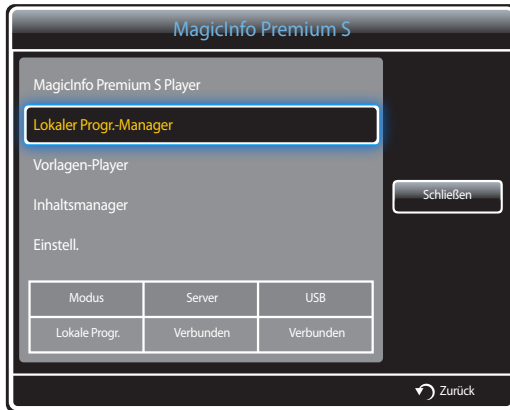 MagicInfo Premium S
MagicInfo Premium S Player
Lokaler Progr.-Manager
Vorlagen-Player
Inhaltsmanager
Einstell.
Schließen
Modus Server USB
Lokale Progr. Verbunden Verbunden
Zurück